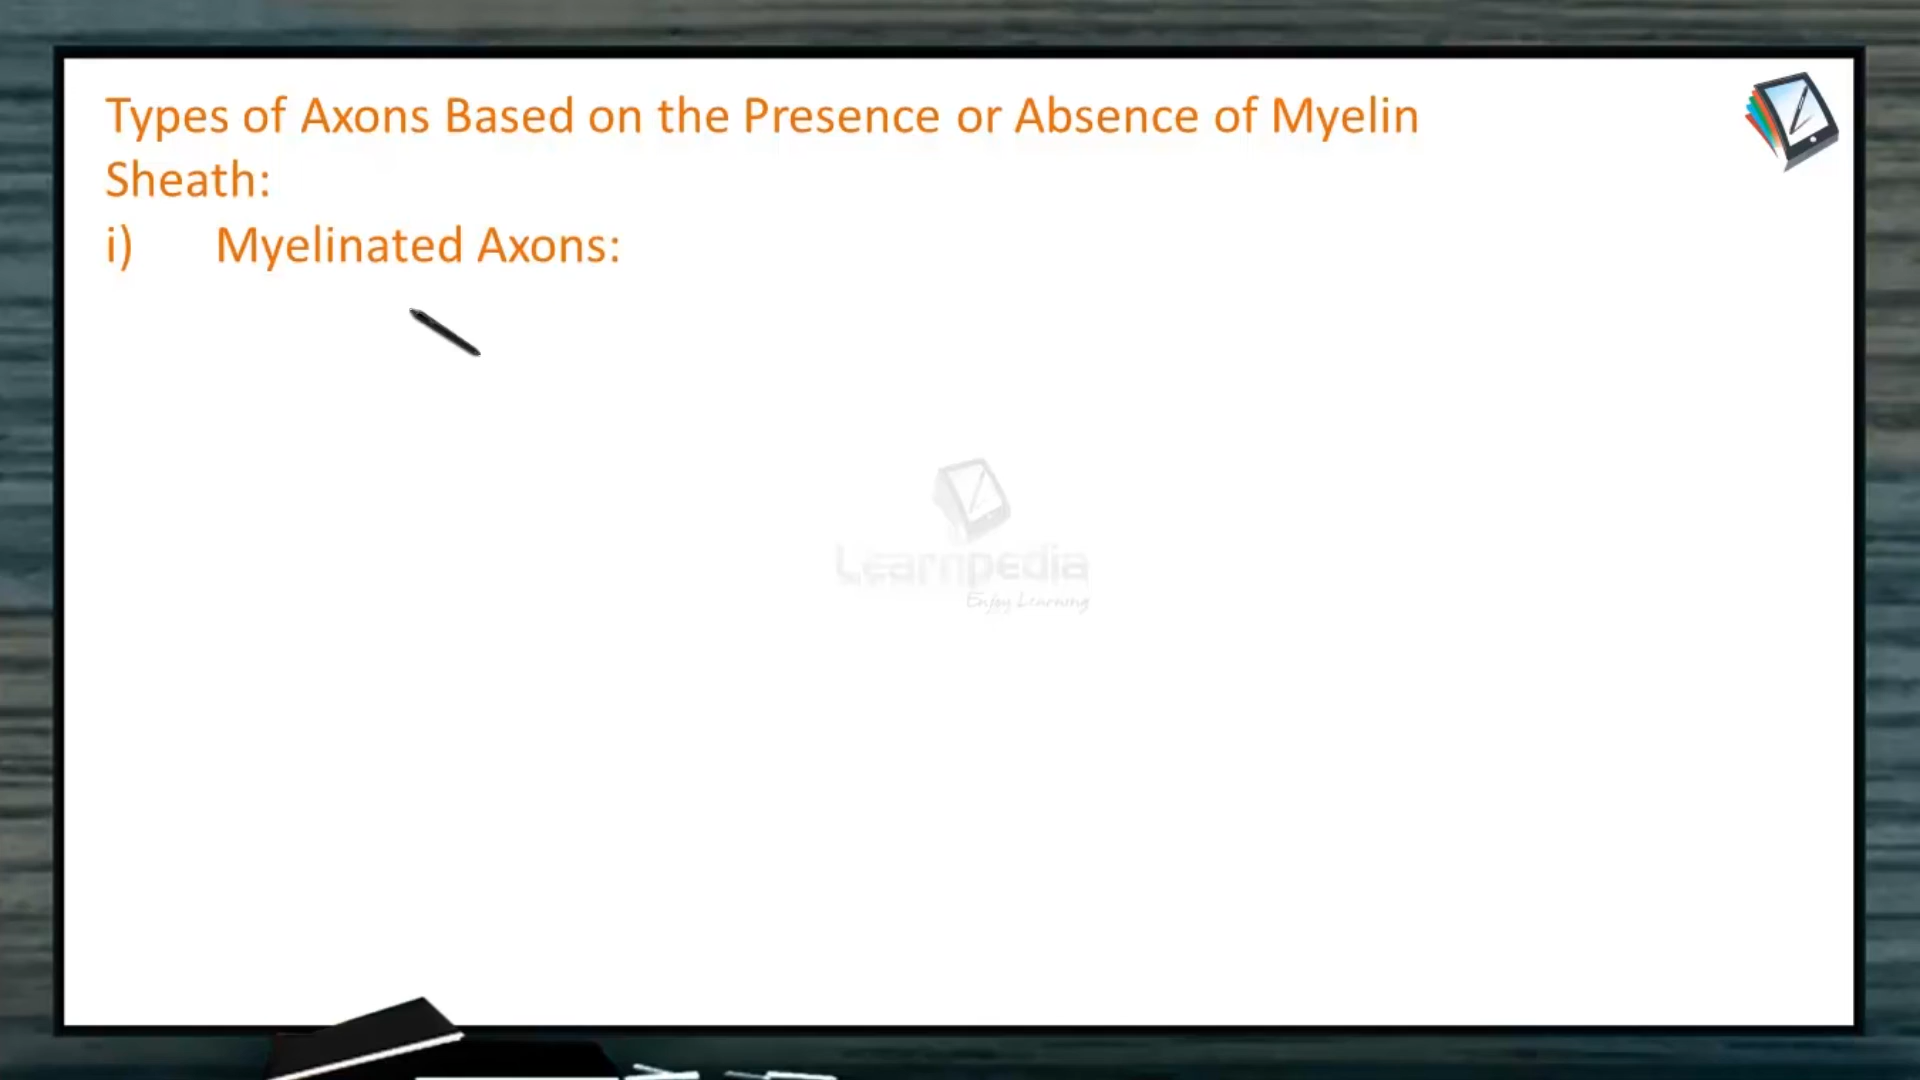 Types of Axons Based on the Presence or Absence of Myelin
Sheath:
i) Myelinated Axons:
Learnpedia
Enjoy Learning